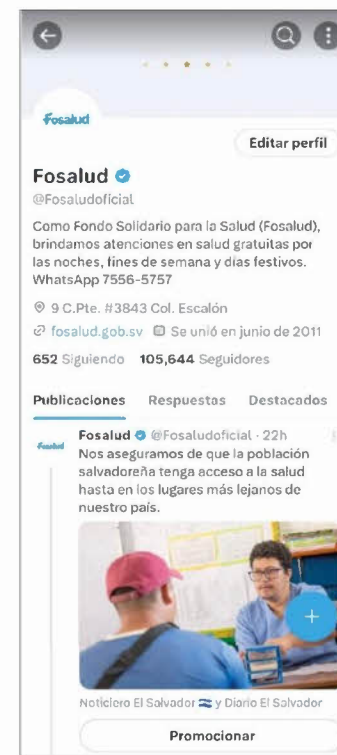 Fosalud
Editar perfil
Fosalud
@Fosaludoficial
Como Fondo Solidario para la Salud (Fosalud),
brindamos atenciones en salud gratuitas por
las noches, fines de semana y días festivos.
WhatsApp 7556-5757
9 C.Pte. #3843 Col. Escalón
fosalud.gob.sv Se unió en junio de 2011
652 Siguiendo 105,644 Seguidores
Publicaciones Respuestas Destacados
Fosalud
Fosalud @Fosaludoficial · 22h
Nos aseguramos de que la población
salvadoreña tenga acceso a la salud
hasta en los lugares más lejanos de
nuestro país.
Noticiero El Salvador y Diario El Salvador
Promocionar